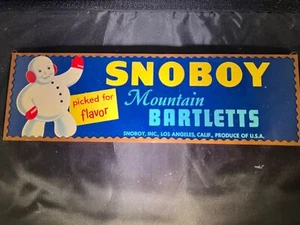 SNOBOY
picked for
flavor
Mountain
BARTLETTS
SNOBOY, INC., LOS ANGELES, CALIF., PRODUCE OF U.S.A.